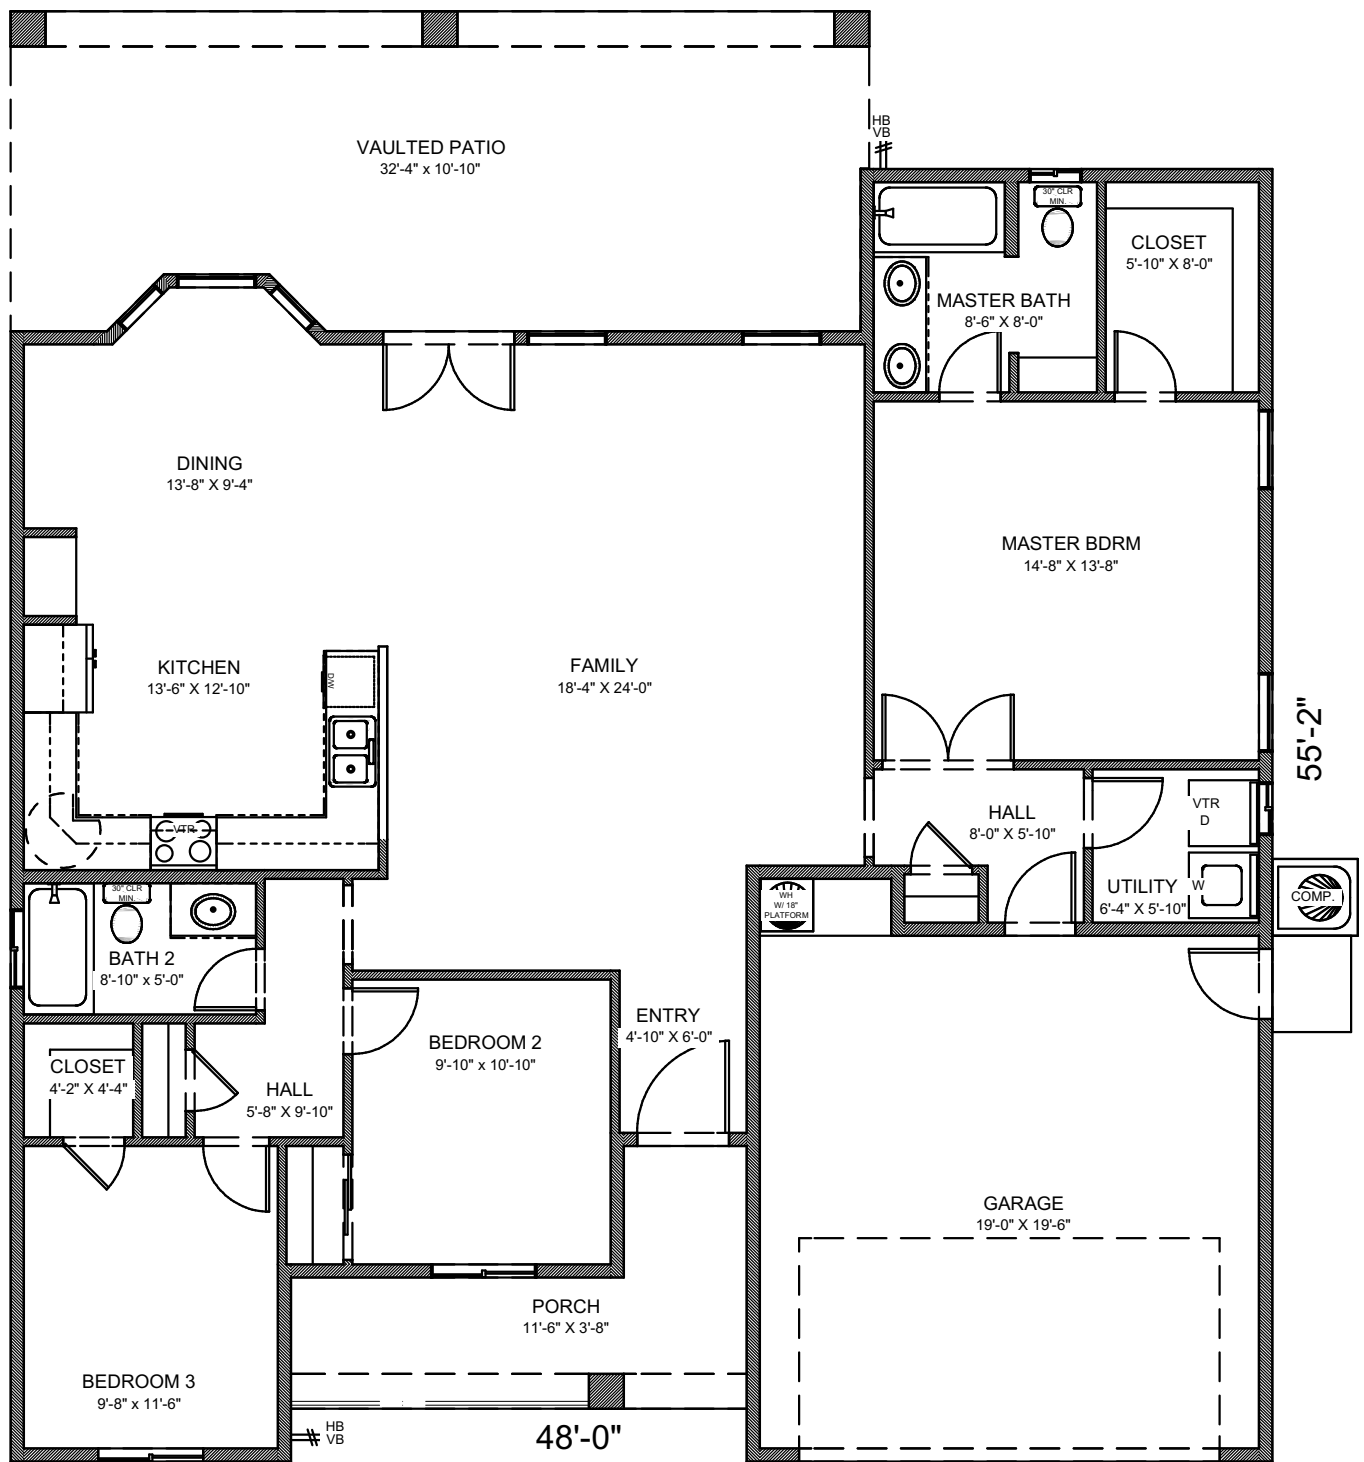 HB
VB
VAULTED PATIO
32'-4" x 10'-10"
30" CLR
MIN.
CLOSET
5'-10" X 8'-0"
MASTER BATH
8'-6" X 8'-0"
DINING
13'-8" X 9'-4"
MASTER BDRM
14'-8" X 13'-8"
KITCHEN
13'-6" X 12'-10"
D/W
FAMILY
18'-4" X 24'-0"
55'-2"
VTR
HALL
8'-0" X 5'-10"
VTR
D
UTILITY
6'-4" X 5'-10"
W
COMP.
WH
W/ 18"
PLATFORM
30" CLR
MIN.
BATH 2
8'-10" x 5'-0"
ENTRY
4'-10" X 6'-0"
BEDROOM 2
9'-10" x 10'-10"
CLOSET
4'-2" X 4'-4"
HALL
5'-8" X 9'-10"
GARAGE
19'-0" X 19'-6"
PORCH
11'-6" X 3'-8"
BEDROOM 3
9'-8" x 11'-6"
HB
VB
48'-0"